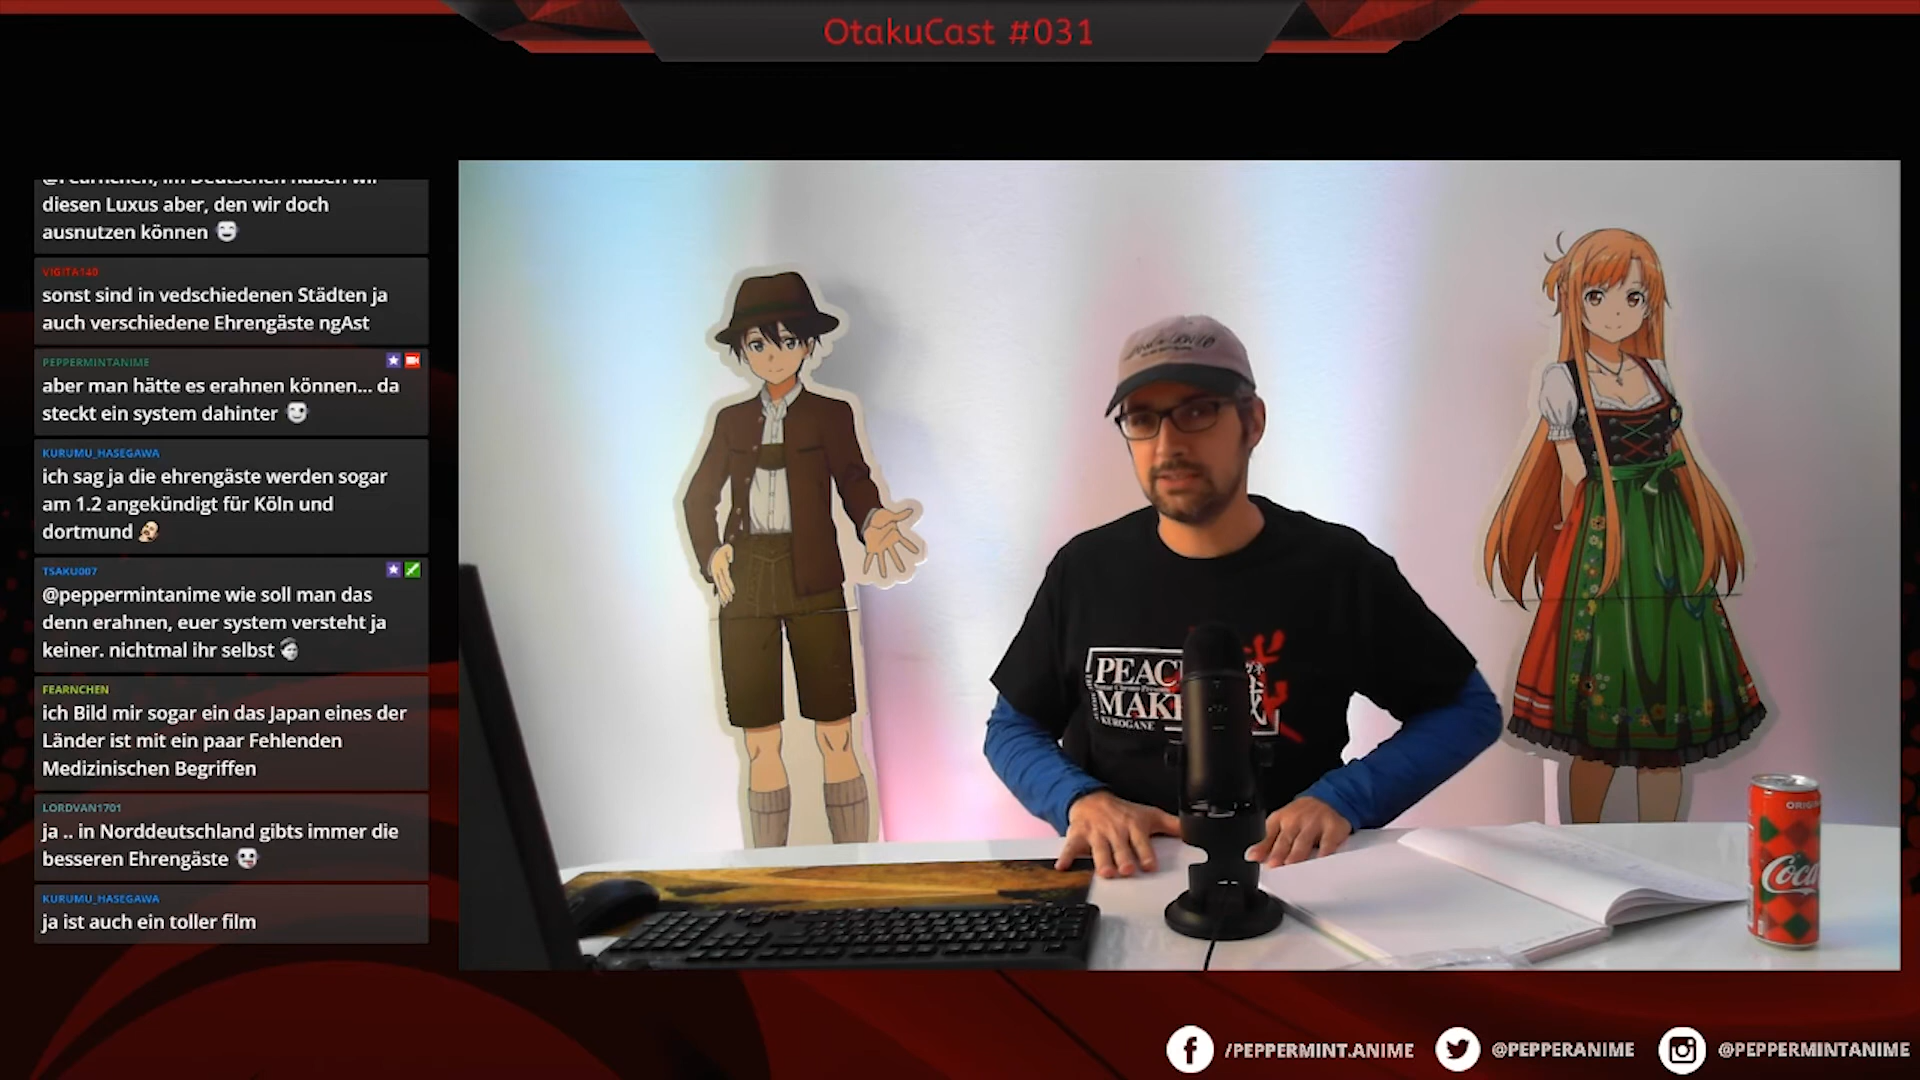 OtakuCast #031
diesen Luxus aber, den wir doch
ausnutzen können
VIGITA140
sonst sind in vedschiedenen Städten ja
auch verschiedene Ehrengäste ngAst
PEPPERMINTANIME
aber man hätte es erahnen können... da
steckt ein system dahinter
KURUMU_HASEGAWA
ich sag ja die ehrengäste werden sogar
am 1.2 angekündigt für Köln und
dortmund
TSAKU007
@peppermintanime wie soll man das
denn erahnen, euer system versteht ja
keiner. nichtmal ihr selbst
FEARNCHEN
ich Bild mir sogar ein das Japan eines der
Länder ist mit ein paar Fehlenden
Medizinischen Begriffen
LORDVAN1701
ja .. in Norddeutschland gibts immer die
besseren Ehrengäste
KURUMU_HASEGAWA
ja ist auch ein toller film
PEAC
MAK
KUROGANE
ORIGI
Coca
/PEPPERMINT.ANIME
@PEPPERANIME
@PEPPERMINTANIME